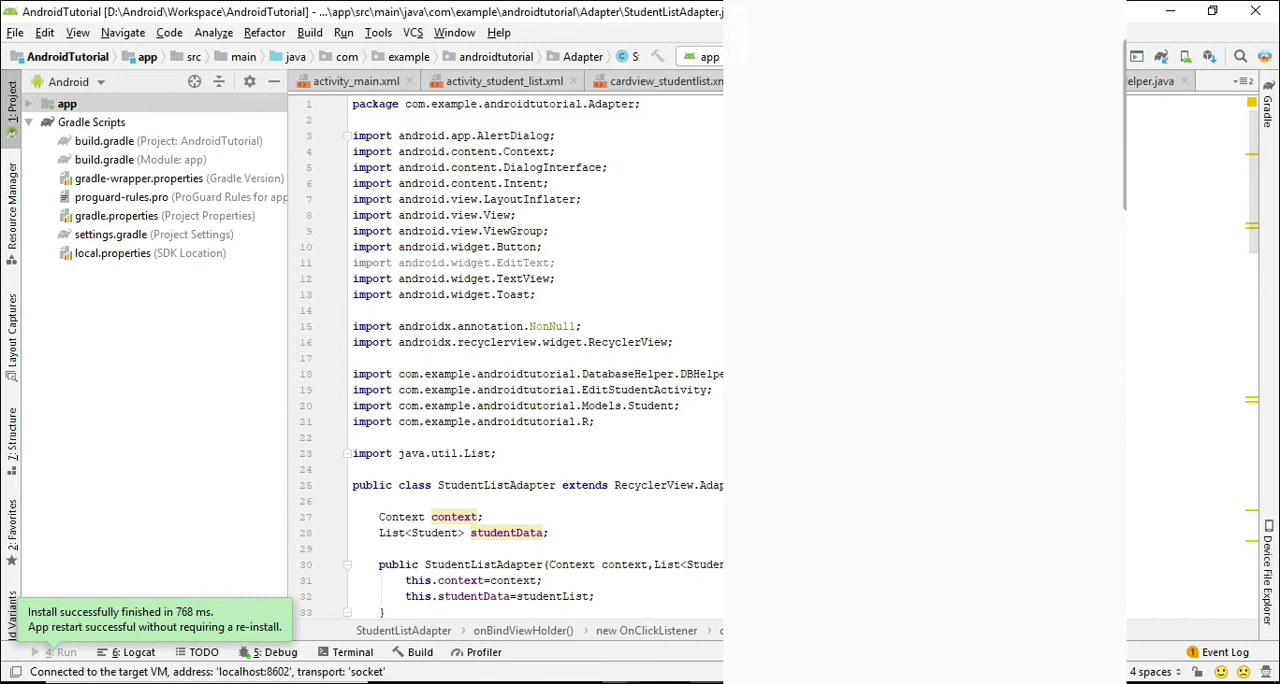 AndroidTutorial [D:\Android\Workspace\AndroidTutorial] - ...\app\src\main\java\com\example\androidtutorial\Adapter\StudentListAdapter.j
File Edit View Navigate Code Analyze Refactor Build Run Tools VCS Window Help
AndroidTutorial app src main java com example androidtutorial Adapter app
Android
activity_main.xml activity_student_list.xml cardview_studentlist.xm elper.java
1: Project
Resource Manager
Layout Captures
7: Structure
2: Favorites
d Variants
app
Gradle Scripts
build.gradle (Project: AndroidTutorial)
build.gradle (Module: app)
gradle-wrapper.properties (Gradle Version)
proguard-rules.pro (ProGuard Rules for app
gradle.properties (Project Properties)
settings.gradle (Project Settings)
local.properties (SDK Location)
1 package com.example.androidtutorial.Adapter;
2
3 import android.app.AlertDialog;
4 import android.content.Context;
5 import android.content.DialogInterface;
6 import android.content.Intent;
7 import android.view.LayoutInflater;
8 import android.view.View;
9 import android.view.ViewGroup;
10 import android.widget.Button;
11 import android.widget.EditText;
12 import android.widget.TextView;
13 import android.widget.Toast;
14
15 import androidx.annotation.NonNull;
16 import androidx.recyclerview.widget.RecyclerView;
17
18 import com.example.androidtutorial.DatabaseHelper.DBHelpe
19 import com.example.androidtutorial.EditStudentActivity;
20 import com.example.androidtutorial.Models.Student;
21 import com.example.androidtutorial.R;
22
23 import java.util.List;
24
25 public class StudentListAdapter extends RecyclerView.Adap
26
27 Context context;
28 List<Student> studentData;
29
30 public StudentListAdapter(Context context,List<Studen
31 this.context=context;
32 this.studentData=studentList;
33 }
StudentListAdapter onBindViewHolder() new OnClickListener
Gradle
Device File Explorer
Install successfully finished in 768 ms.
App restart successful without requiring a re-install.
4: Run 6: Logcat TODO 5: Debug Terminal Build Profiler 1 Event Log
Connected to the target VM, address: 'localhost:8602', transport: 'socket' 4 spaces